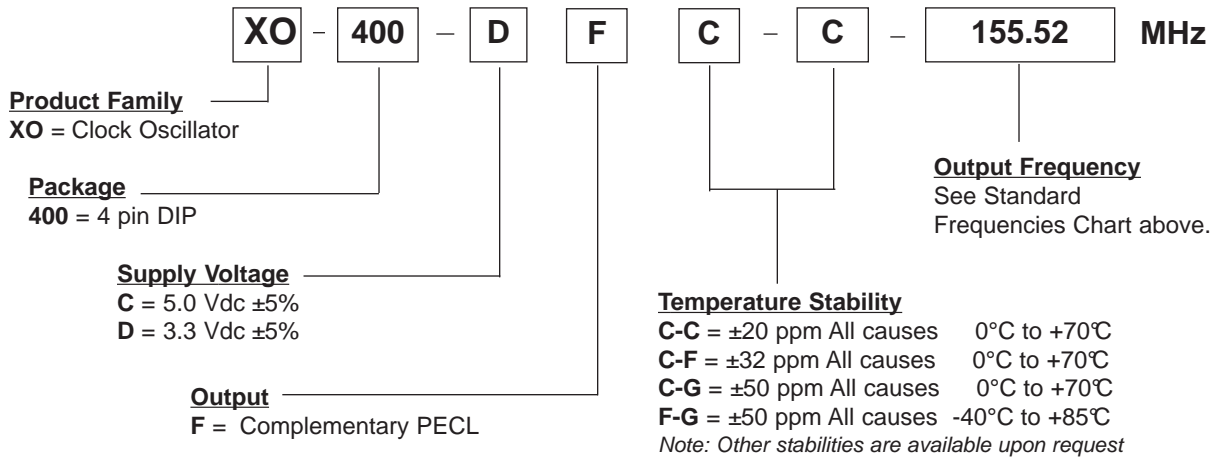 XO - 400 - D F C - C - 155.52 MHz
Product Family
XO = Clock Oscillator
Package
400 = 4 pin DIP
Supply Voltage
C = 5.0 Vdc ±5%
D = 3.3 Vdc ±5%
Output
F = Complementary PECL
Temperature Stability
C-C = ±20 ppm All causes 0°C to +70°C
C-F = ±32 ppm All causes 0°C to +70°C
C-G = ±50 ppm All causes 0°C to +70°C
F-G = ±50 ppm All causes -40°C to +85°C
Note: Other stabilities are available upon request
Output Frequency
See Standard
Frequencies Chart above.